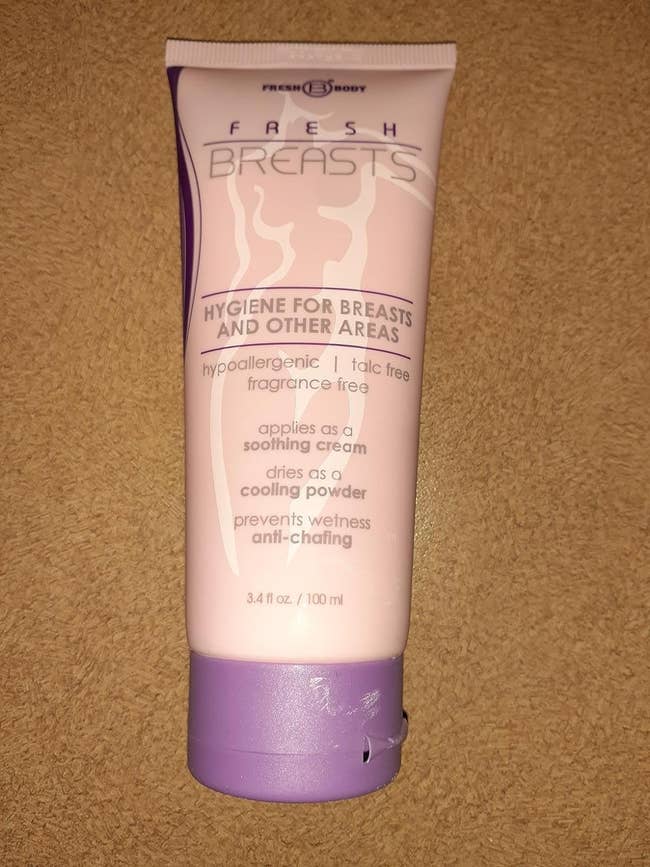 FRESH B BODY
FRESH
BREASTS
HYGIENE FOR BREASTS
AND OTHER AREAS
hypoallergenic | talc free
fragrance free
applies as a
soothing cream
dries as a
cooling powder
prevents wetness
anti-chafing
3.4 fl oz. / 100 ml